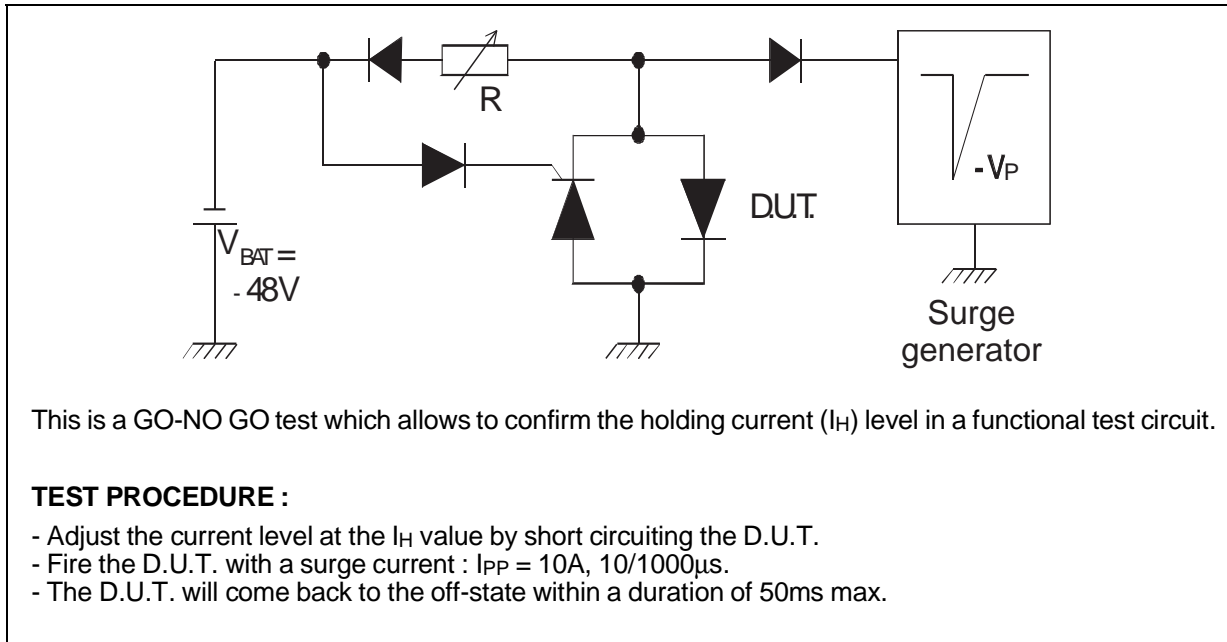 R
- VP
D.U.T.
VBAT =
- 48V
Surge
generator
This is a GO-NO GO test which allows to confirm the holding current (IH) level in a functional test circuit.
TEST PROCEDURE :
- Adjust the current level at the IH value by short circuiting the D.U.T.
- Fire the D.U.T. with a surge current : IPP = 10A, 10/1000μs.
- The D.U.T. will come back to the off-state within a duration of 50ms max.